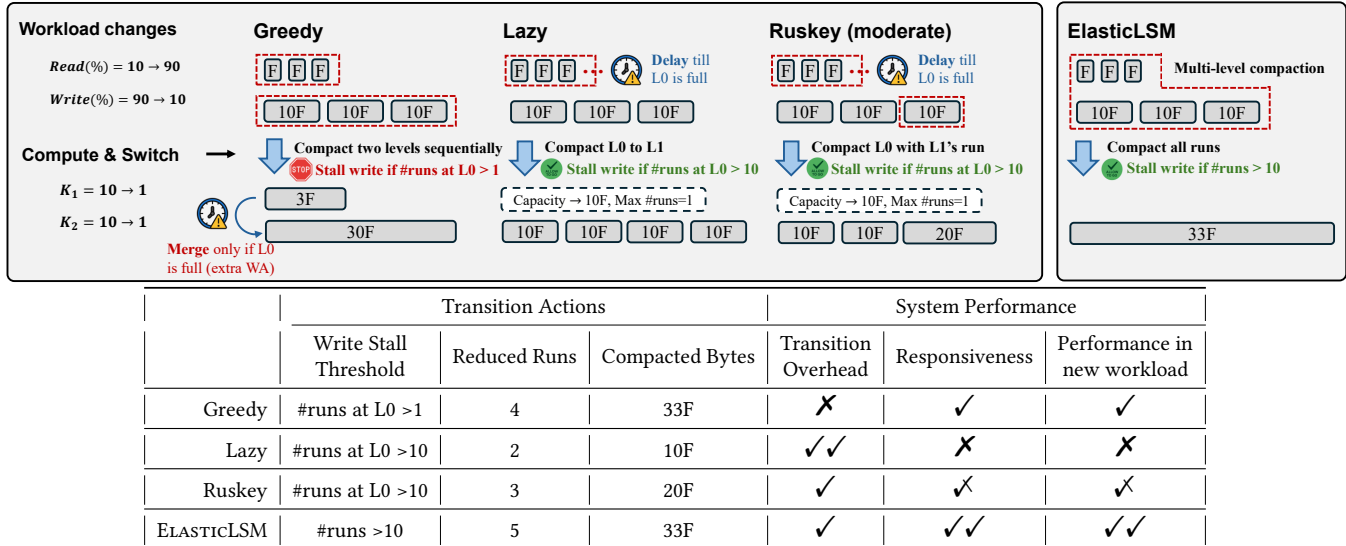 Workload changes
Read(%) = 10 → 90
Write(%) = 90 → 10
Compute & Switch
K₁ = 10 → 1
K₂ = 10 → 1
Greedy
F F F
10F 10F 10F
Compact two levels sequentially
STOP Stall write if #runs at L0 > 1
3F
30F
Merge only if L0
is full (extra WA)
Lazy
F F F ...
Delay till
L0 is full
10F 10F 10F
Compact L0 to L1
Stall write if #runs at L0 > 10
Capacity → 10F, Max #runs=1
10F 10F 10F 10F
Ruskey (moderate)
F F F ...
Delay till
L0 is full
10F 10F 10F
Compact L0 with L1's run
Stall write if #runs at L0 > 10
Capacity → 10F, Max #runs=1
10F 10F 20F
ElasticLSM
F F F
Multi-level compaction
10F 10F 10F
Compact all runs
Stall write if #runs > 10
33F
Transition Actions System Performance
Write Stall Threshold Reduced Runs Compacted Bytes Transition Overhead Responsiveness Performance in new workload
Greedy #runs at L0 >1 4 33F ✗ ✓ ✓
Lazy #runs at L0 >10 2 10F ✓✓ ✗ ✗
Ruskey #runs at L0 >10 3 20F ✓ ✓̸ ✓̸
ElasticLSM #runs >10 5 33F ✓ ✓✓ ✓✓